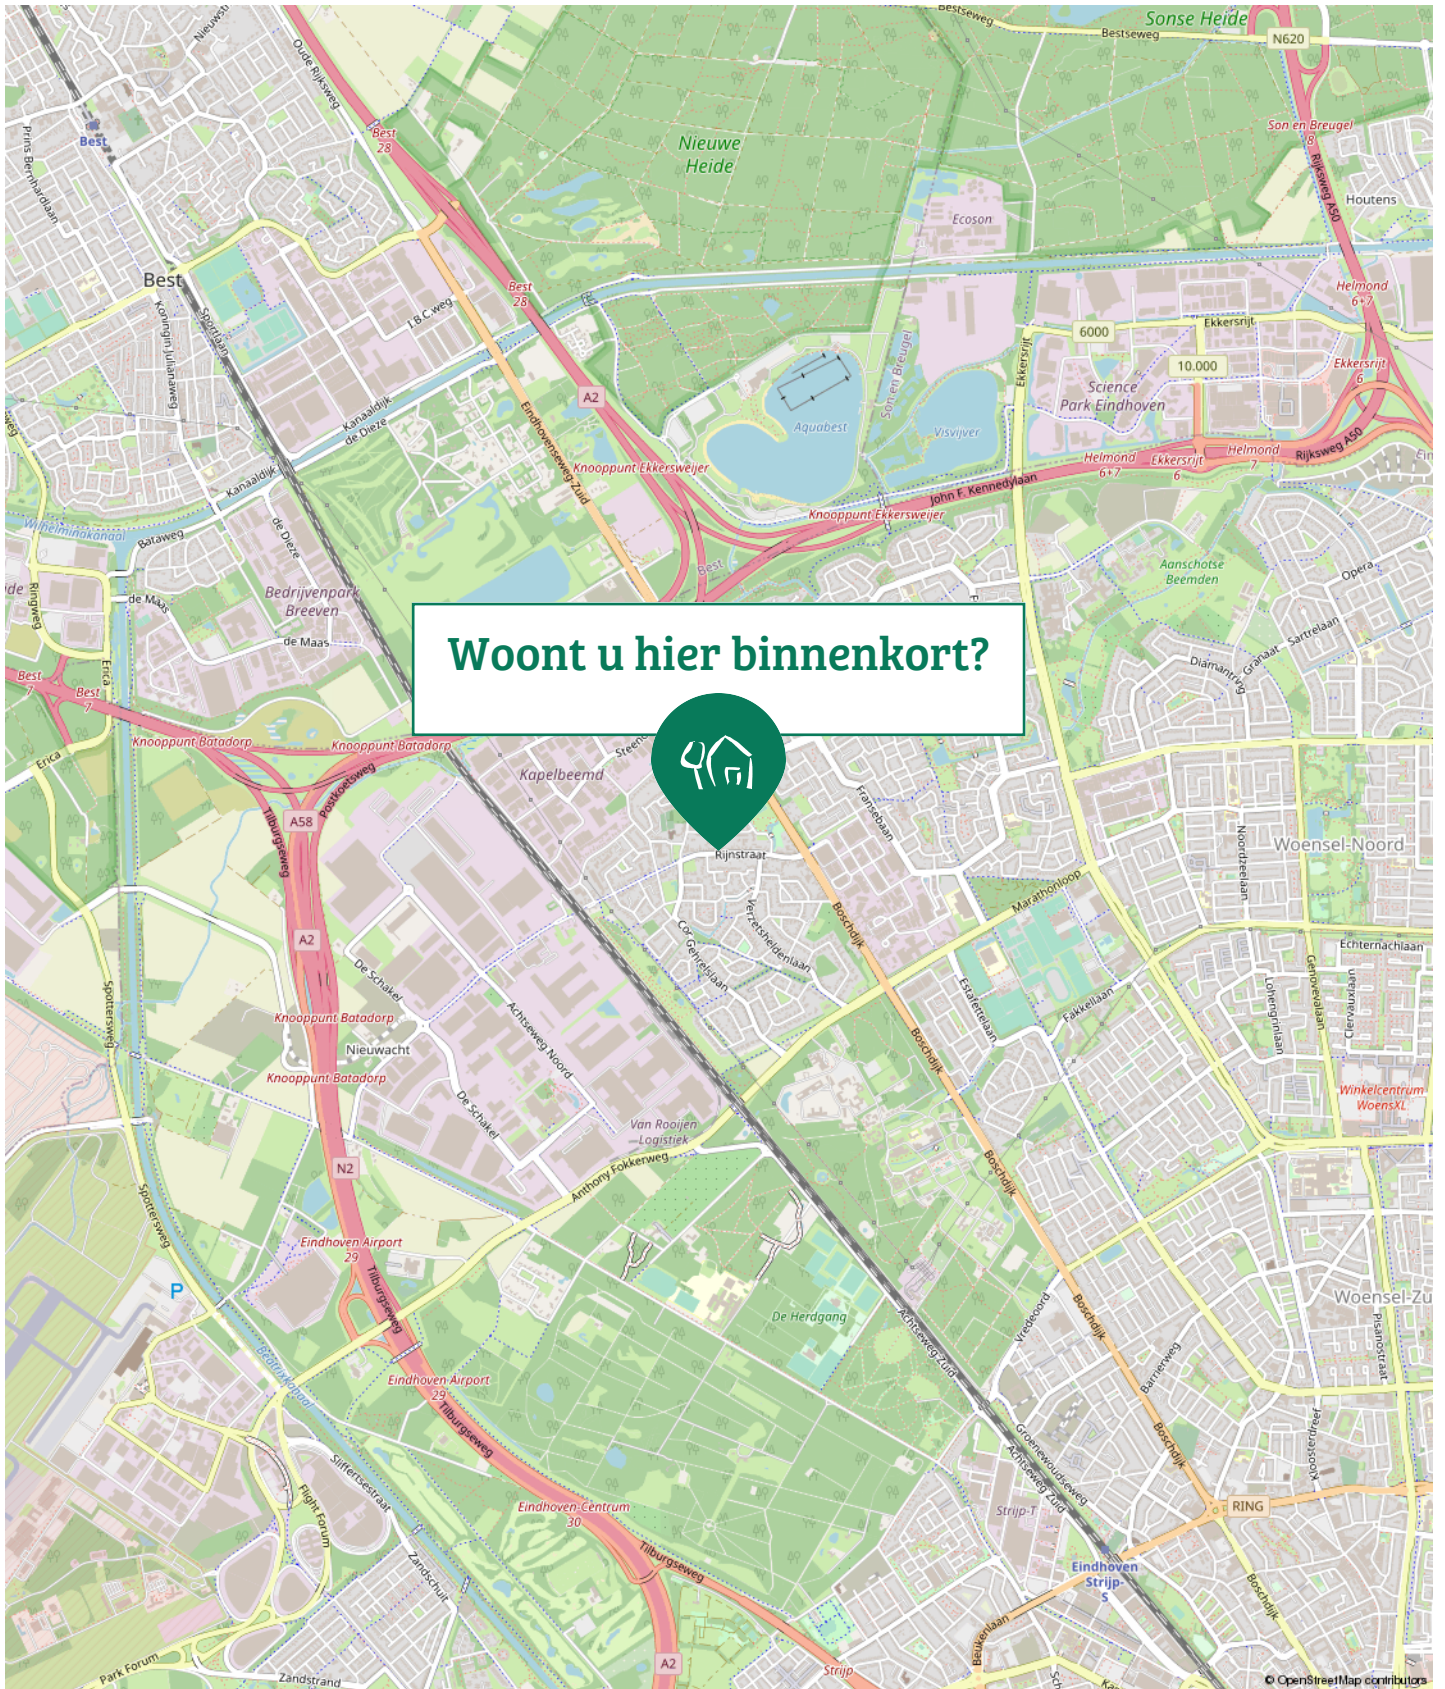 Bestseweg
Sonse Heide
Bestseweg
N620
Oude Rijksweg
Best
28
Son en Breugel
8
Prins Bernhardlaan
Best
Nieuwe
Heide
Rijksweg A50
Houtens
Ecoson
Best
Best
28
Helmond
6+7
Koningin Julianaweg
Sportlaan
I.B.C.weg
6000
Ekkersrijt
Ekkersrijt
10.000
Ekkersrijt
6
Son en Breugel
Science
Park Eindhoven
A2
Kanaaldijk
de Dieze
Eindhovenseweg-Zuid
Aquabest
Visvijver
Rijksweg A50
Knooppunt Ekkersweijer
Helmond
6+7
Ekkersrijt
6
Helmond
7
Kanaaldijk
John F. Kennedylaan
Knooppunt Ekkersweijer
Wilhelminakanaal
Bataweg
de Dieze
Best
Aanschotse
Beemden
Opera
Ringweg
Bedrijvenpark
Breeven
de Maas
de Maas
Sartrelaan
Granaat
Diamantring
Erica
Woont u hier binnenkort?
Best
7
Best
7
Knooppunt Batadorp
Knooppunt Batadorp
Erica
Postkoetsweg
Kapelbeemd
Fransebaan
A58
Tilburgseweg
Rijnstraat
Noordzeelaan
Woensel-Noord
Marathonloop
Boschdijk
Verzetsheldenlaan
Cor Gehrelslaan
A2
Echternachlaan
De Schakel
Estafettelaan
Fakkellaan
Lohengrinlaan
Genovevalaan
Clervauxlaan
Spottersweg
Knooppunt Batadorp
Achtseweg Noord
Nieuwacht
Boschdijk
Knooppunt Batadorp
De Schakel
Winkelcentrum
WoensXL
Van Rooijen
Logistiek
N2
Anthony Fokkerweg
Boschdijk
Spottersweg
Eindhoven Airport
29
P
Tilburgseweg
De Herdgang
Achtseweg Zuid
Vredeoord
Boschdijk
Pisanostraat
Beatrixkanaal
Barrierweg
Eindhoven-Airport
29
Tilburgseweg
Kloosterdreef
Groenewoudseweg
Achtseweg Zuid
Boschdijk
Sliffertsestraat
Flight Forum
Eindhoven-Centrum
30
Strijp-T
RING
Tilburgseweg
Zandschuit
Eindhoven
Strijp-
S
Boschdijk
Beukenlaan
Park Forum
Zandstrand
A2
Strijp
© OpenStreetMap contributors